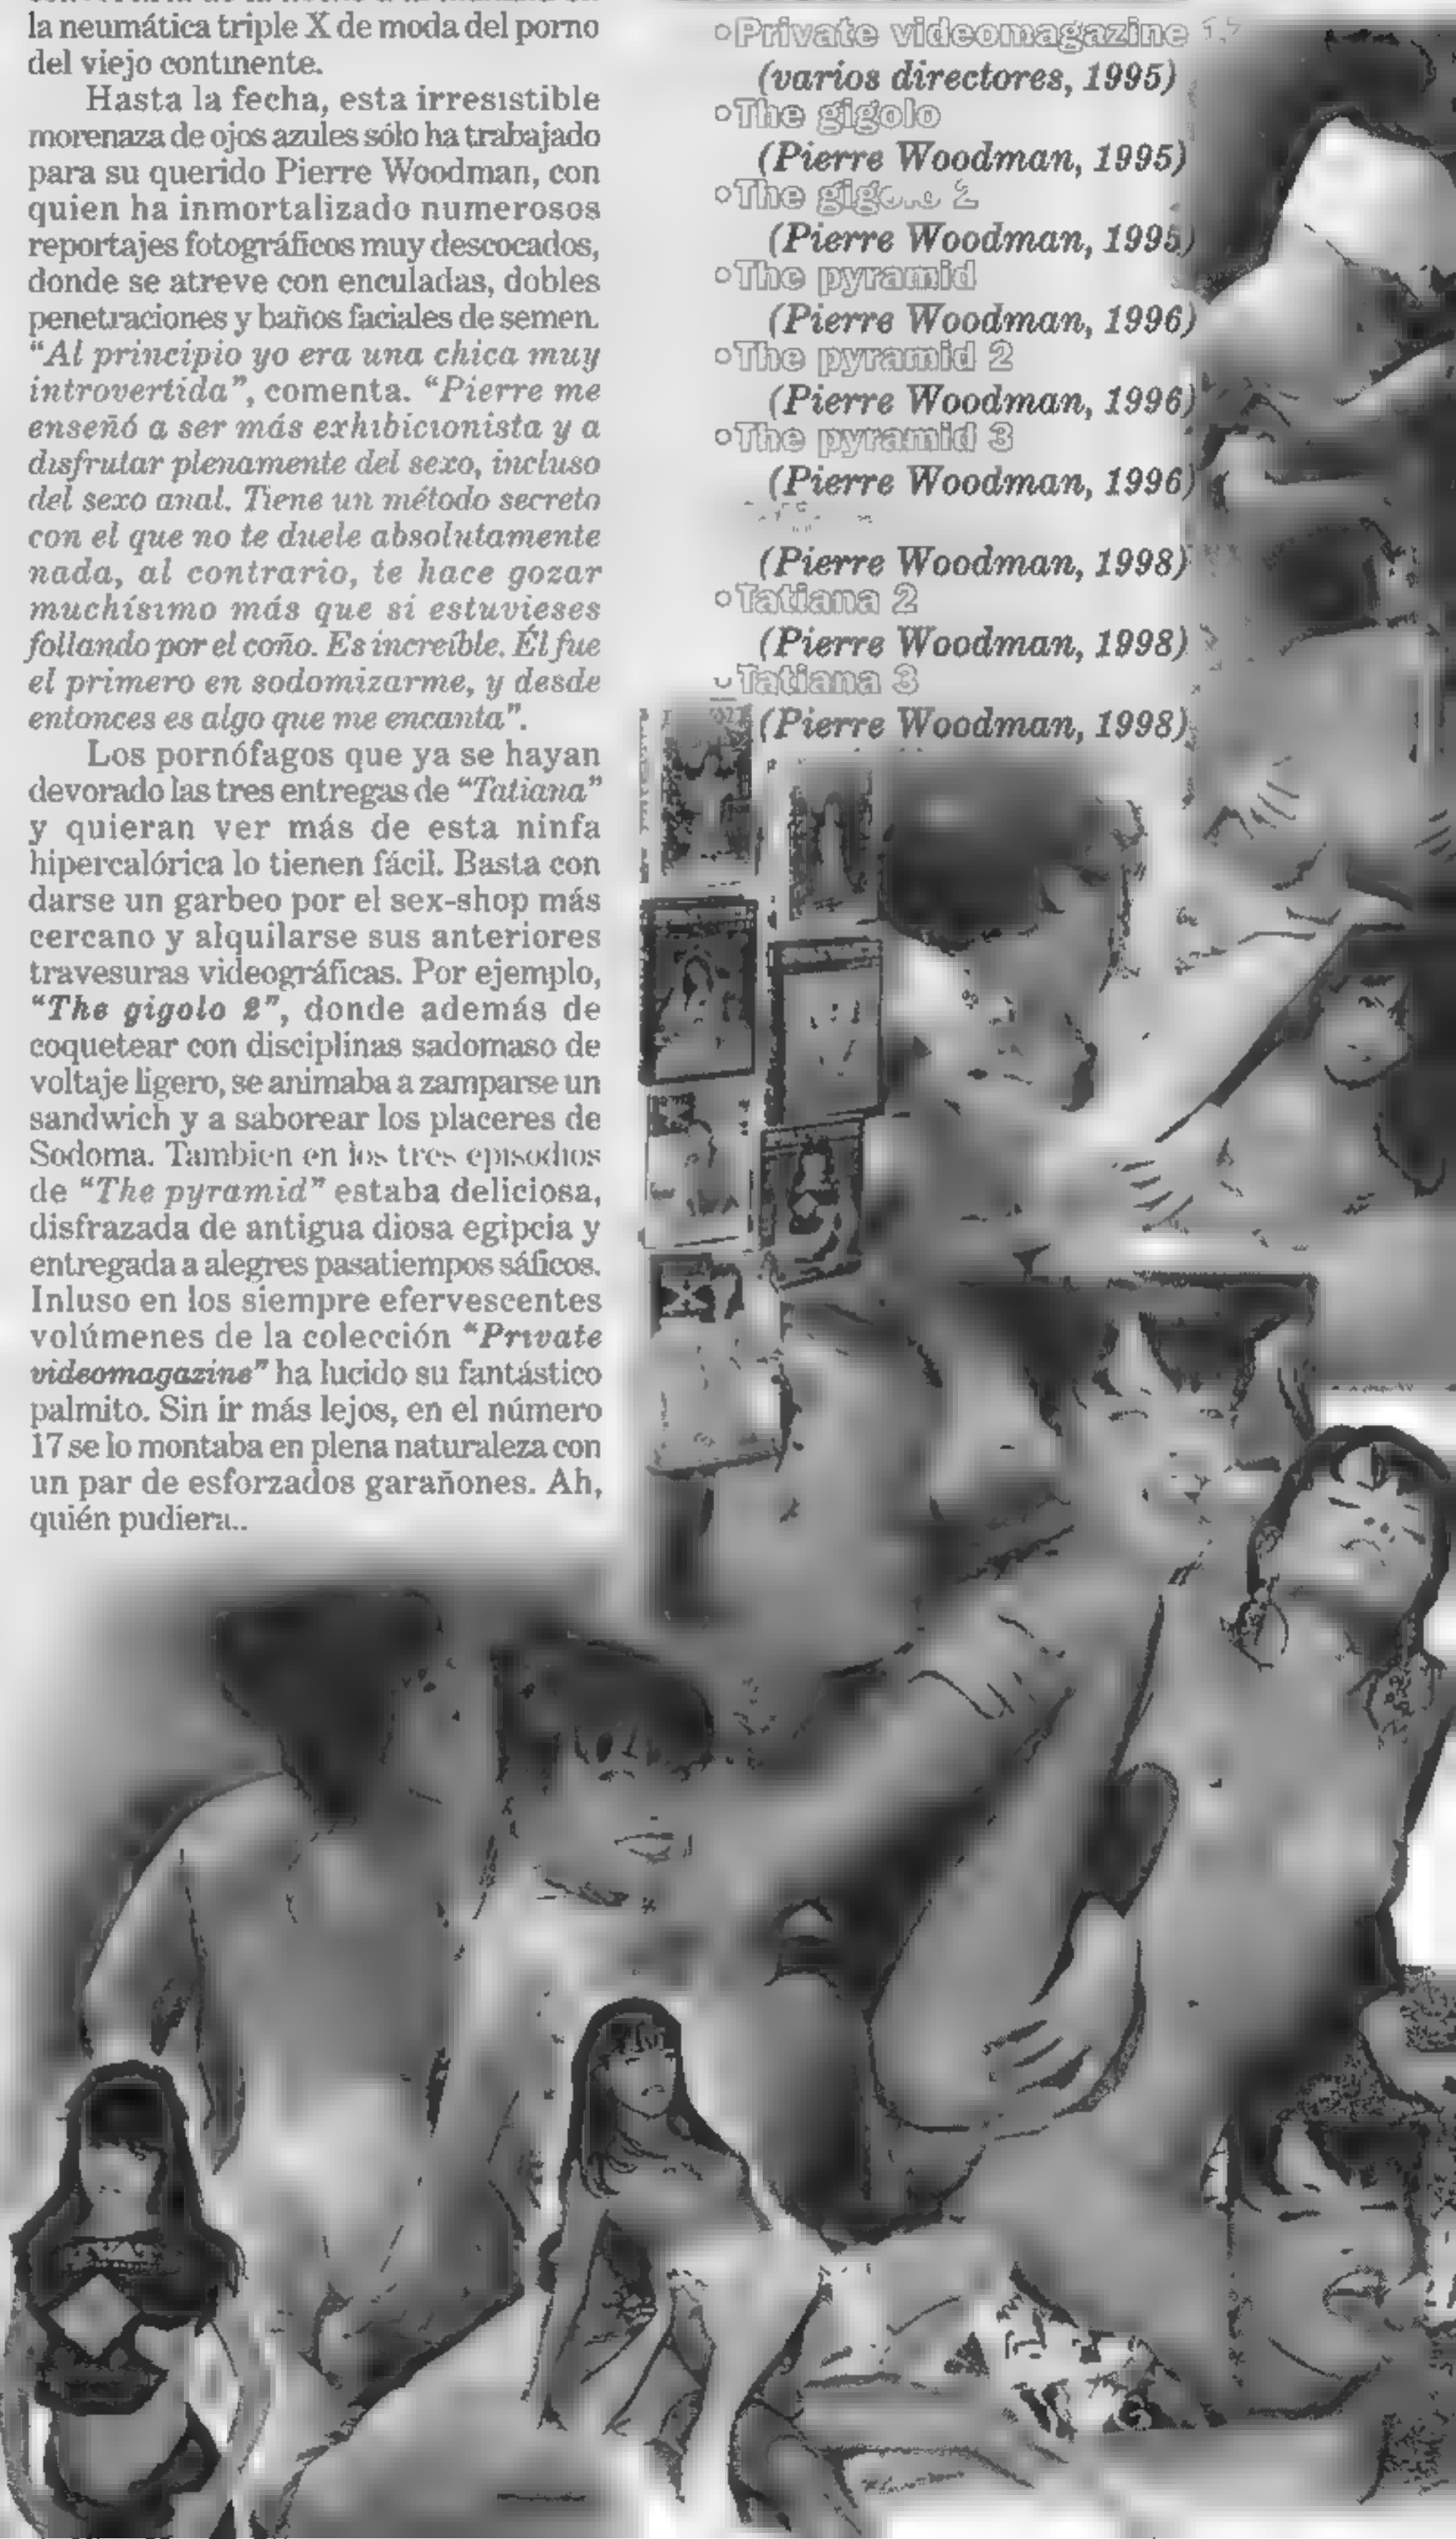 la neumática triple X de moda del porno
del viejo continente.
Hasta la fecha, esta irresistible
morenaza de ojos azules sólo ha trabajado
para su querido Pierre Woodman, con
quien ha inmortalizado numerosos
reportajes fotográficos muy descocados,
donde se atreve con enculadas, dobles
penetraciones y baños faciales de semen.
“Al principio yo era una chica muy
introvertida”, comenta. “Pierre me
enseñó a ser más exhibicionista y a
disfrutar plenamente del sexo, incluso
del sexo anal. Tiene un método secreto
con el que no te duele absolutamente
nada, al contrario, te hace gozar
muchísimo más que si estuvieses
follando por el coño. Es increíble. Él fue
el primero en sodomizarme, y desde
entonces es algo que me encanta”.
Los pornófagos que ya se hayan
devorado las tres entregas de “Tatiana”
y quieran ver más de esta ninfa
hipercalórica lo tienen fácil. Basta con
darse un garbeo por el sex-shop más
cercano y alquilarse sus anteriores
travesuras videográficas. Por ejemplo,
“The gigolo 2”, donde además de
coquetear con disciplinas sadomaso de
voltaje ligero, se animaba a zamparse un
sandwich y a saborear los placeres de
Sodoma. Tambien en los tres episodios
de “The pyramid” estaba deliciosa,
disfrazada de antigua diosa egipcia y
entregada a alegres pasatiempos sáficos.
Inluso en los siempre efervescentes
volúmenes de la colección “Private
videomagazine” ha lucido su fantástico
palmito. Sin ir más lejos, en el número
17 se lo montaba en plena naturaleza con
un par de esforzados garañones. Ah,
quién pudiera..
•Private videomagazine 17
(varios directores, 1995)
•The gigolo
(Pierre Woodman, 1995)
•The gigolo 2
(Pierre Woodman, 1995)
•The pyramid
(Pierre Woodman, 1996)
•The pyramid 2
(Pierre Woodman, 1996)
•The pyramid 3
(Pierre Woodman, 1996)
(Pierre Woodman, 1998)
•Tatiana 2
(Pierre Woodman, 1998)
•Tatiana 3
(Pierre Woodman, 1998)